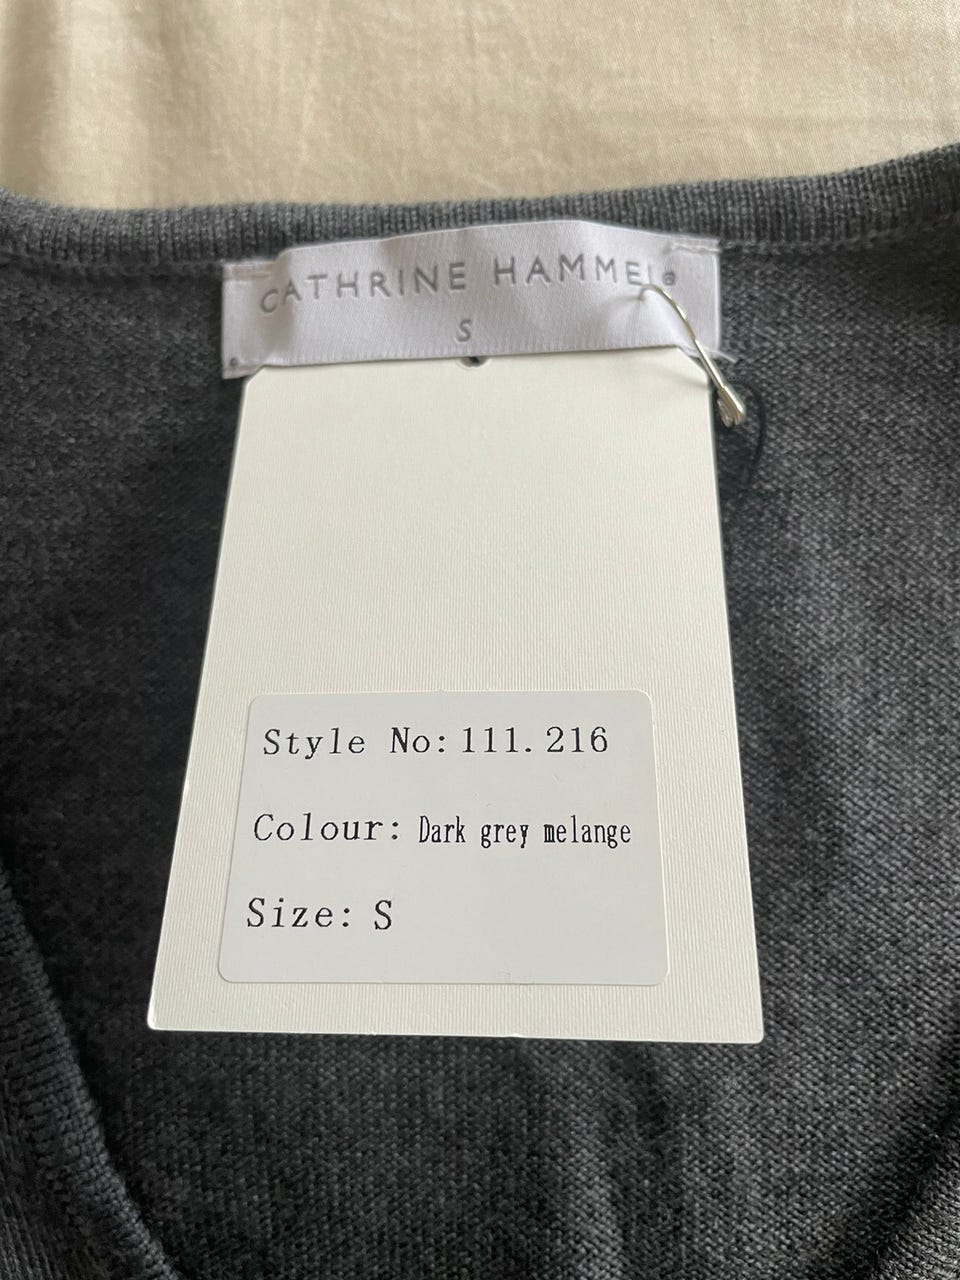 CATHRINE HAMMEL®
S
Style No: 111.216
Colour: Dark grey melange
Size: S